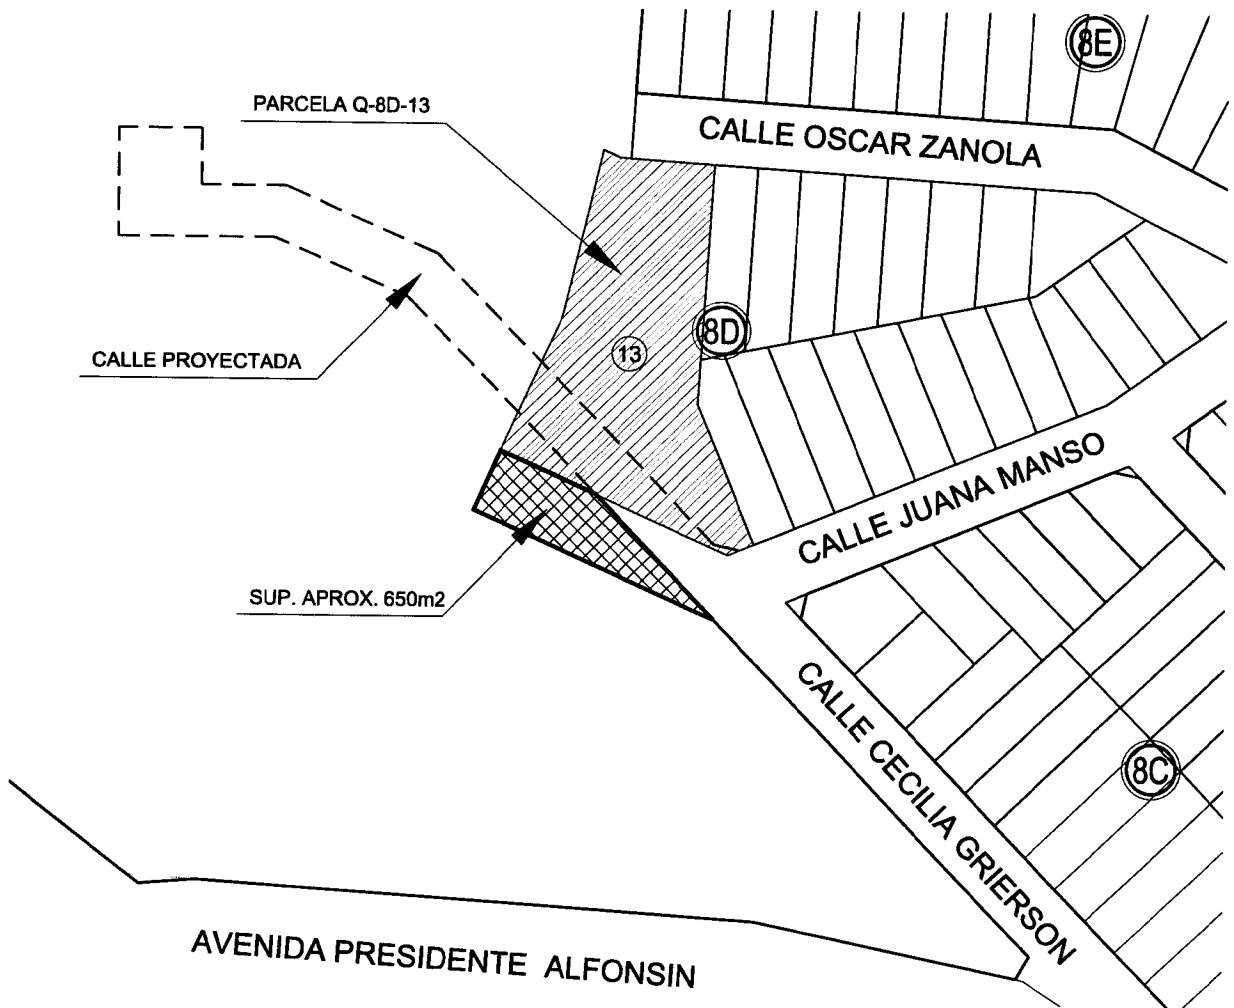 8E
PARCELA Q-8D-13
CALLE OSCAR ZANOLA
8D
13
CALLE PROYECTADA
CALLE JUANA MANSO
SUP. APROX. 650m2
CALLE CECILIA GRIERSON
8C
AVENIDA PRESIDENTE ALFONSIN